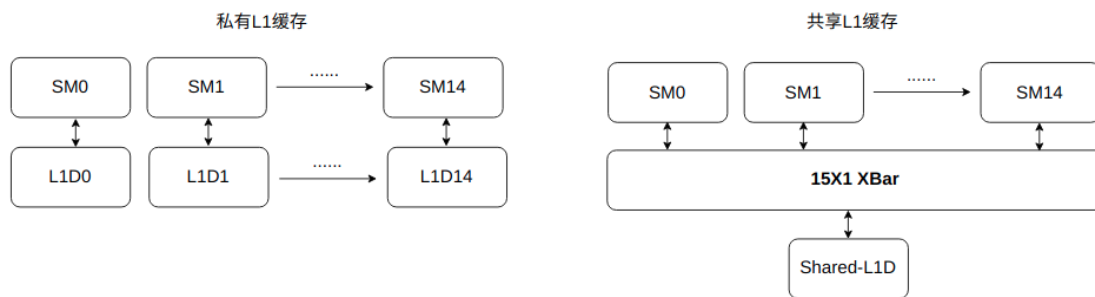 私有L1缓存
SM0
SM1
......
SM14
L1D0
L1D1
......
L1D14
共享L1缓存
SM0
SM1
......
SM14
15X1 XBar
Shared-L1D